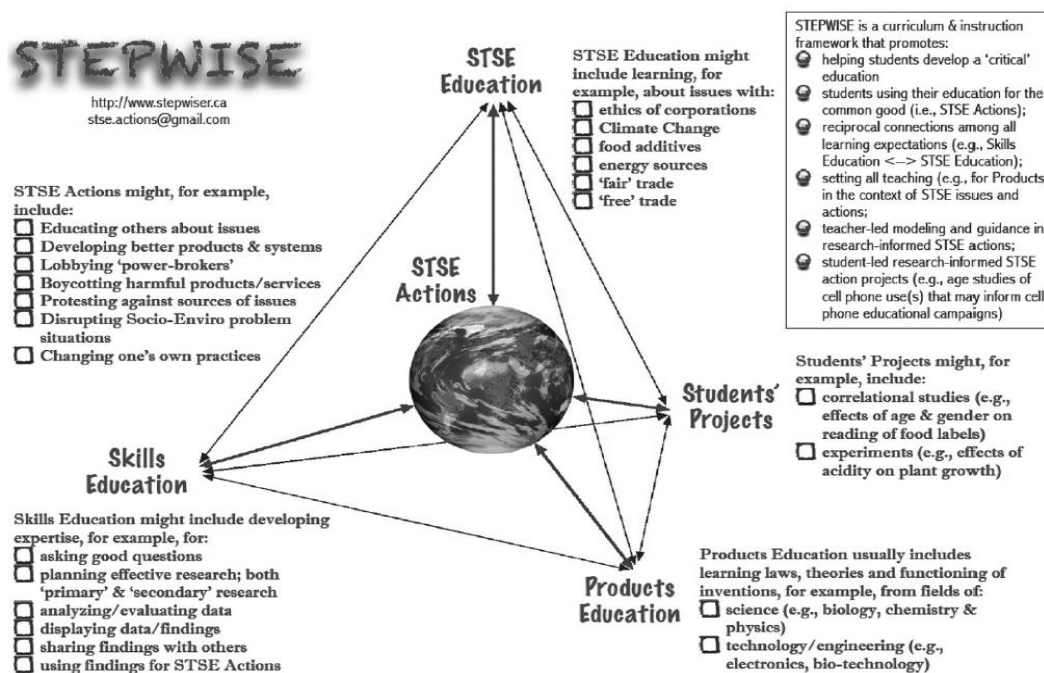 STEPWISE
http://www.stepwiser.ca
stse.actions@gmail.com
STSE Actions might, for example,
include:
Educating others about issues
Developing better products & systems
Lobbying ‘power-brokers’
Boycotting harmful products/services
Protesting against sources of issues
Disrupting Socio-Enviro problem
situations
Changing one’s own practices
STSE
Education
STSE Education might
include learning, for
example, about issues with:
ethics of corporations
Climate Change
food additives
energy sources
‘fair’ trade
‘free’ trade
STEPWISE is a curriculum & instruction
framework that promotes:
helping students develop a ‘critical’
education
students using their education for the
common good (i.e., STSE Actions);
reciprocal connections among all
learning expectations (e.g., Skills
Education <--> STSE Education);
setting all teaching (e.g., for Products
in the context of STSE issues and
actions;
teacher-led modeling and guidance in
research-informed STSE actions;
student-led research-informed STSE
action projects (e.g., age studies of
cell phone use(s) that may inform cell
phone educational campaigns)
STSE
Actions
Students’
Projects
Students’ Projects might, for
example, include:
correlational studies (e.g.,
effects of age & gender on
reading of food labels)
experiments (e.g., effects of
acidity on plant growth)
Skills
Education
Skills Education might include developing
expertise, for example, for:
asking good questions
planning effective research; both
‘primary’ & ‘secondary’ research
analyzing/evaluating data
displaying data/findings
sharing findings with others
using findings for STSE Actions
Products
Education
Products Education usually includes
learning laws, theories and functioning of
inventions, for example, from fields of:
science (e.g., biology, chemistry &
physics)
technology/engineering (e.g.,
electronics, bio-technology)